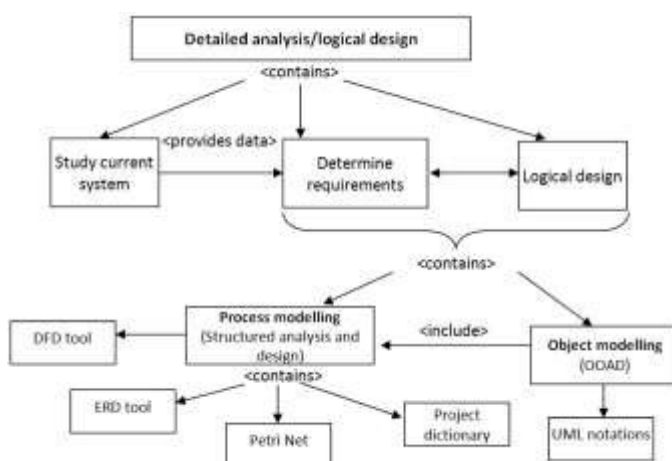 Detailed analysis/logical design
<contains>
<provides data>
Study current
system
Determine
requirements
Logical design
<contains>
Process modelling
(Structured analysis and
design)
DFD tool
<include>
Object modelling
(OOAD)
<contains>
ERD tool
Petri Net
Project
dictionary
UML notations